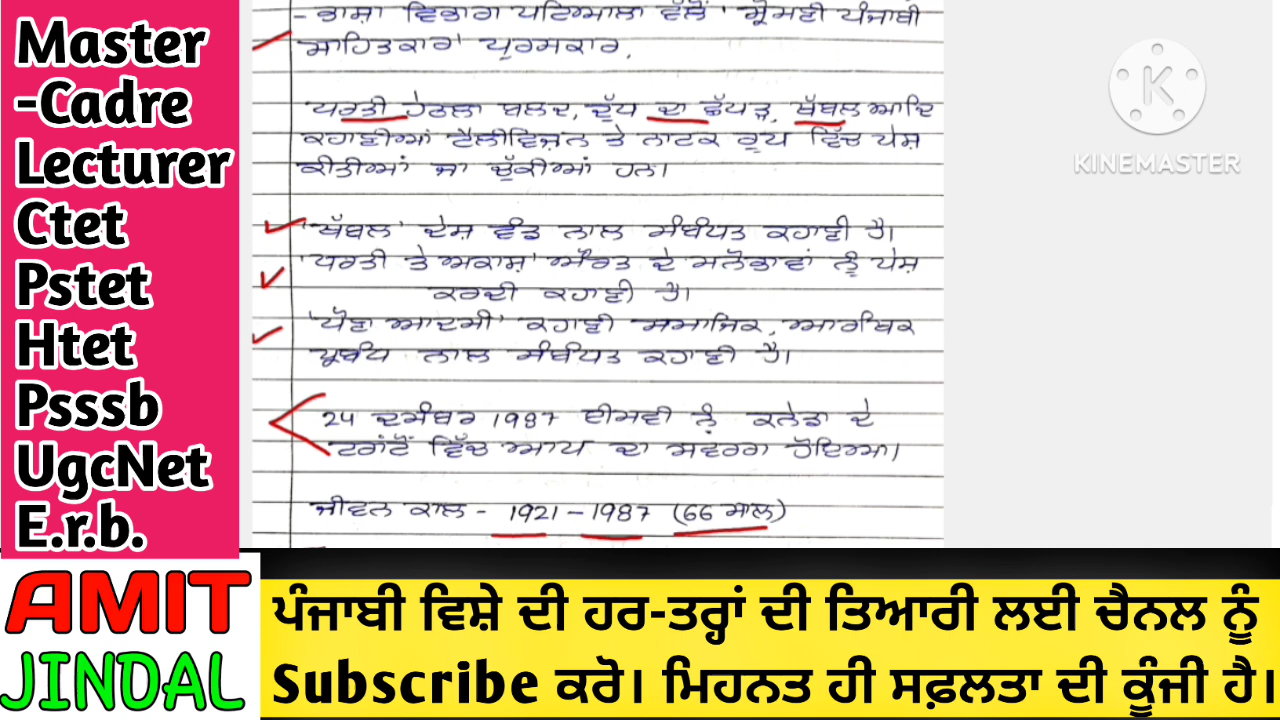 Master
-Cadre
Lecturer
Ctet
Pstet
Htet
Psssb
UgcNet
E.r.b.
AMIT
JINDAL
- ਭਾਸ਼ਾ ਵਿਭਾਗ ਪਟਿਆਲਾ ਵੱਲੋਂ 'ਸ਼੍ਰੋਮਣੀ ਪੰਜਾਬੀ
ਸਾਹਿਤਕਾਰ' ਪੁਰਸਕਾਰ.
ਧਰਤੀ ਹੇਠਲਾ ਬਲਦ, ਦੁੱਧ ਦਾ ਛੱਪੜ, ਖੱਬਲ ਆਦਿ
ਕਹਾਣੀਆਂ ਟੈਲੀਵਿਜ਼ਨ ਤੇ ਨਾਟਕ ਰੂਪ ਵਿੱਚ ਪੇਸ਼
ਕੀਤੀਆਂ ਜਾ ਚੁੱਕੀਆਂ ਹਨ।
'ਖੱਬਲ' ਦੇਸ਼ ਵੰਡ ਨਾਲ ਸੰਬੰਧਤ ਕਹਾਣੀ ਹੈ।
'ਧਰਤੀ ਤੇ ਅਕਾਸ਼' ਔਰਤ ਦੇ ਮਨੋਭਾਵਾਂ ਨੂੰ ਪੇਸ਼
ਕਰਦੀ ਕਹਾਣੀ ਹੈ।
'ਪੌਣਾ ਆਦਮੀ' ਕਹਾਣੀ ਸਮਾਜਿਕ, ਆਰਥਿਕ
ਪ੍ਰਬੰਧ ਨਾਲ ਸੰਬੰਧਤ ਕਹਾਣੀ ਹੈ।
24 ਦਸੰਬਰ 1987 ਈਸਵੀ ਨੂੰ ਕਨੇਡਾ ਦੇ
ਟਰਾਂਟੋਂ ਵਿੱਚ ਆਪ ਦਾ ਸਵਰਗ ਹੋਇਆ।
ਜੀਵਨ ਕਾਲ - 1921 - 1987 (66 ਸਾਲ)
KINEMASTER
ਪੰਜਾਬੀ ਵਿਸ਼ੇ ਦੀ ਹਰ-ਤਰ੍ਹਾਂ ਦੀ ਤਿਆਰੀ ਲਈ ਚੈਨਲ ਨੂੰ
Subscribe ਕਰੋ। ਮਿਹਨਤ ਹੀ ਸਫ਼ਲਤਾ ਦੀ ਕੂੰਜੀ ਹੈ।